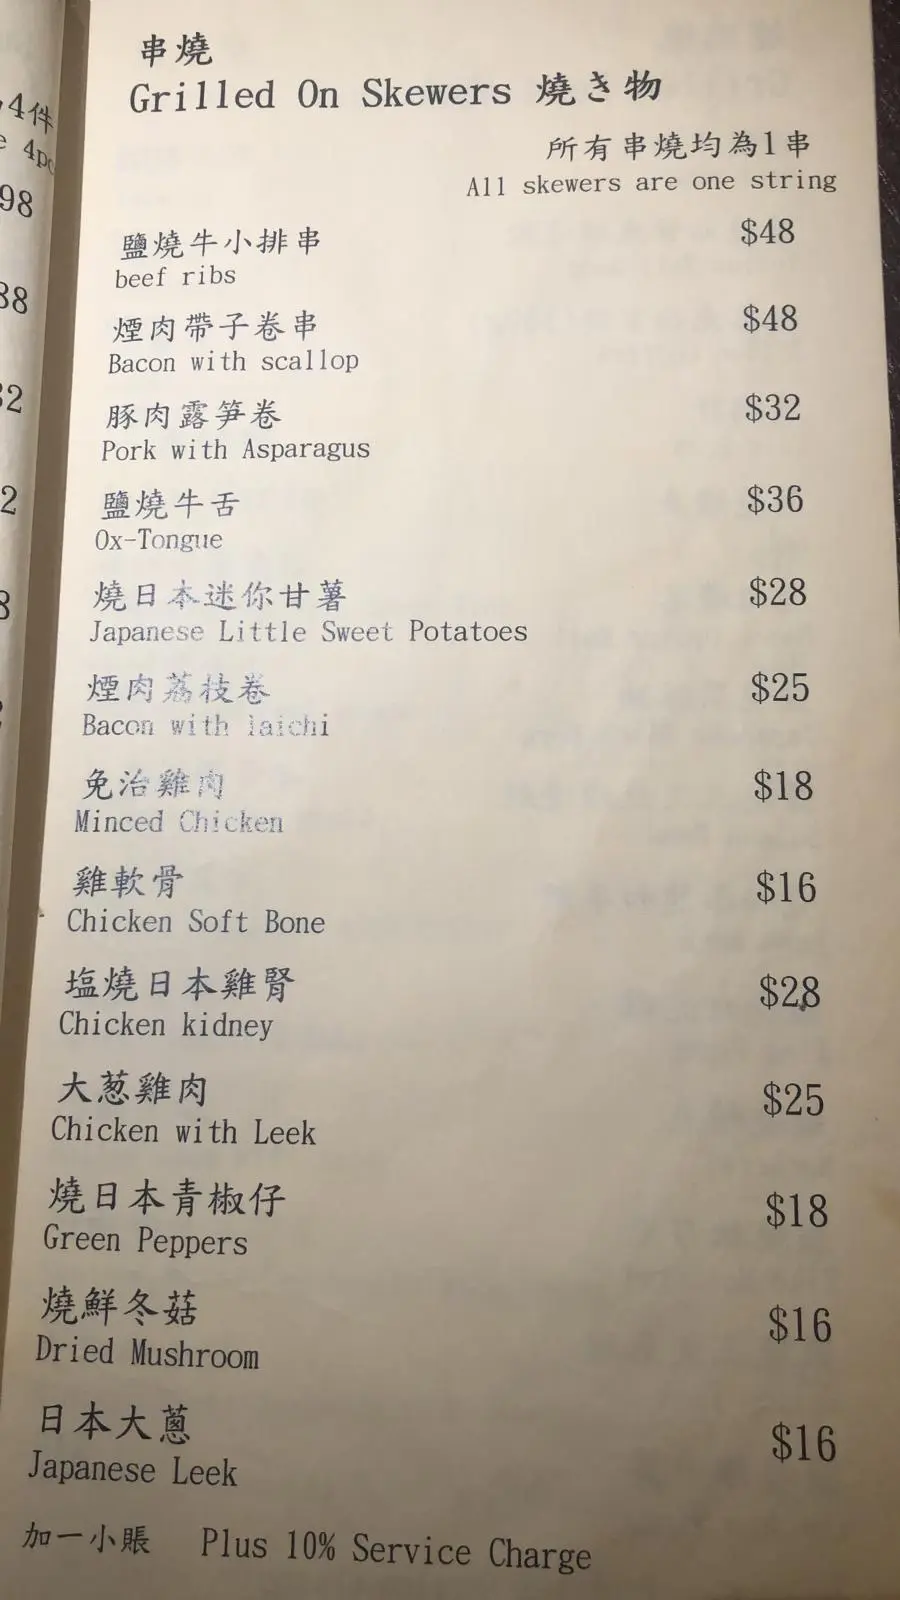 串燒
Grilled On Skewers 燒き物
所有串燒均為1串
All skewers are one string
鹽燒牛小排串 $48
beef ribs
煙肉帶子卷串 $48
Bacon with scallop
豚肉露笋卷 $32
Pork with Asparagus
鹽燒牛舌 $36
Ox-Tongue
燒日本迷你甘薯 $28
Japanese Little Sweet Potatoes
煙肉荔枝卷 $25
Bacon with laichi
免治雞肉 $18
Minced Chicken
雞軟骨 $16
Chicken Soft Bone
塩燒日本雞腎 $28
Chicken kidney
大葱雞肉 $25
Chicken with Leek
燒日本青椒仔 $18
Green Peppers
燒鮮冬菇 $16
Dried Mushroom
日本大蔥 $16
Japanese Leek
加一小賬 Plus 10% Service Charge
4件
4pc
98